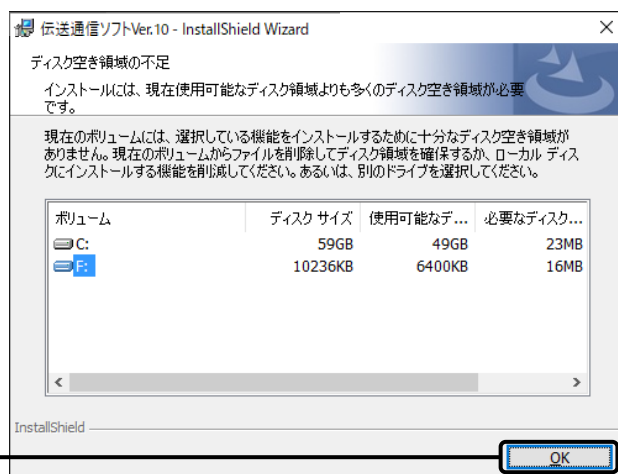 伝送通信ソフトVer.10 - InstallShield Wizard
ディスク空き領域の不足
インストールには、現在使用可能なディスク領域よりも多くのディスク空き領域が必要
です。
現在のボリュームには、選択している機能をインストールするために十分なディスク空き領域が
ありません。現在のボリュームからファイルを削除してディスク領域を確保するか、ローカル ディス
クにインストールする機能を削減してください。あるいは、別のドライブを選択してください。
ボリューム ディスク サイズ 使用可能なデ... 必要なディスク...
C: 59GB 49GB 23MB
F: 10236KB 6400KB 16MB
InstallShield
OK